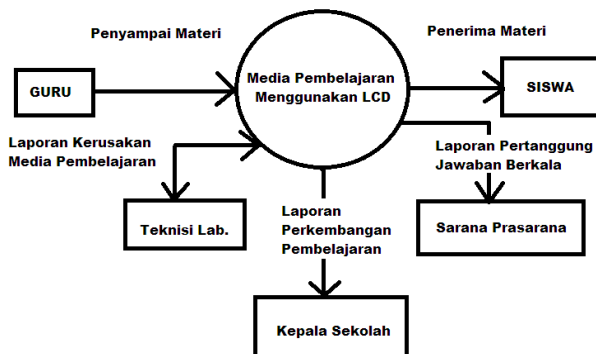 Penyampai Materi
Penerima Materi
GURU
Media Pembelajaran
Menggunakan LCD
SISWA
Laporan Kerusakan
Media Pembelajaran
Laporan Pertanggung
Jawaban Berkala
Teknisi Lab.
Laporan
Perkembangan
Pembelajaran
Sarana Prasarana
Kepala Sekolah